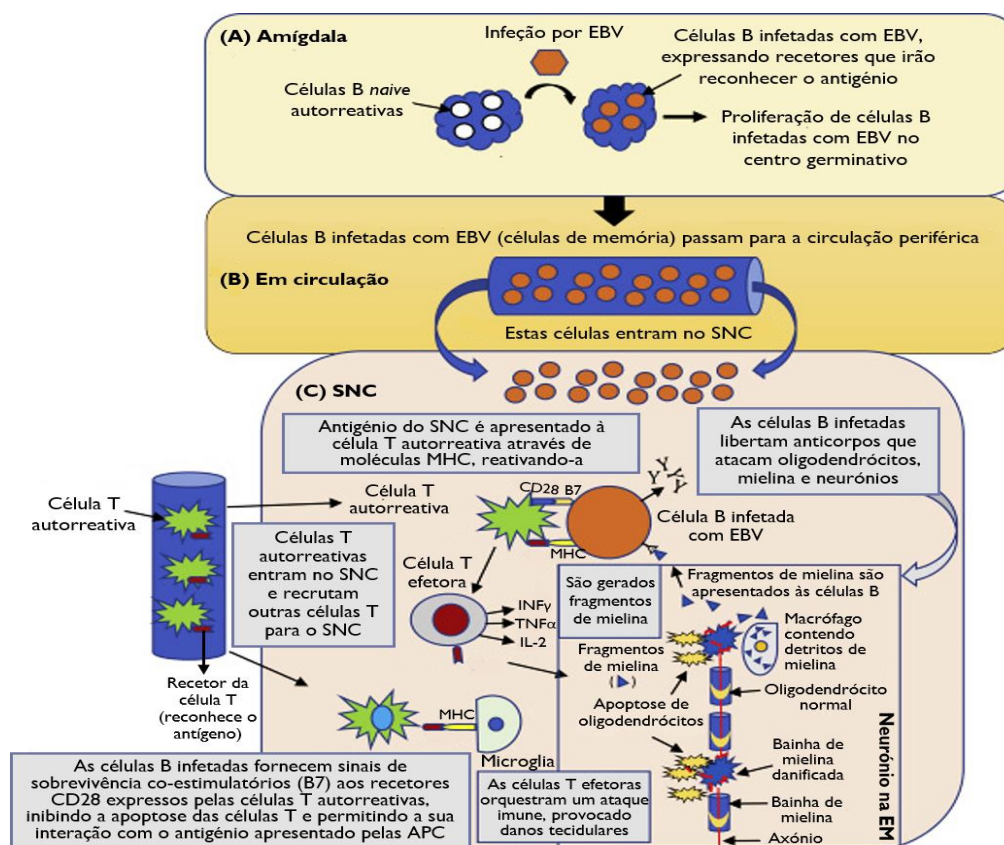 (A) Amígdala
Infeção por EBV
Células B naive
autorreativas
Células B infetadas com EBV,
expressando recetores que irão
reconhecer o antigénio
Proliferação de células B
infetadas com EBV no
centro germinativo
Células B infetadas com EBV (células de memória) passam para a circulação periférica
(B) Em circulação
Estas células entram no SNC
(C) SNC
Antigénio do SNC é apresentado à
célula T autorreativa através de
moléculas MHC, reativando-a
As células B infetadas
libertam anticorpos que
atacam oligodendrócitos,
mielina e neurónios
Célula T
autorreativa
Célula T
autorreativa
CD28 B7
MHC
Y Y Y Y
Célula B infetada
com EBV
Células T
autorreativas
entram no SNC
e recrutam
outras células T
para o SNC
Célula T
efetora
INFγ
TNFα
IL-2
São gerados
fragmentos
de mielina
Fragmentos de mielina são
apresentados às células B
Fragmentos
de mielina
( )
Macrófago
contendo
detritos de
mielina
Apoptose de
oligodendrócitos
Oligodendrócito
normal
Recetor da
célula T
(reconhece o
antígeno)
MHC
Microglia
Bainha de
mielina
danificada
Bainha de
mielina
Axónio
Neurónio na EM
As células B infetadas fornecem sinais de
sobrevivência co-estimulatórios (B7) aos recetores
CD28 expressos pelas células T autorreativas,
inibindo a apoptose das células T e permitindo a sua
interação com o antigénio apresentado pelas APC
As células T efetoras
orquestram um ataque
imune, provocado
danos tecidulares